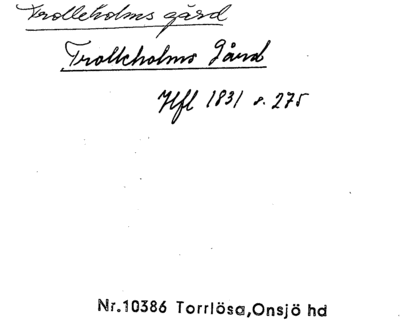 Trolleholms gård
Trolleholms Gård
Hfl 1831 s. 275
Nr.10386 Torrlösa,Onsjö hd